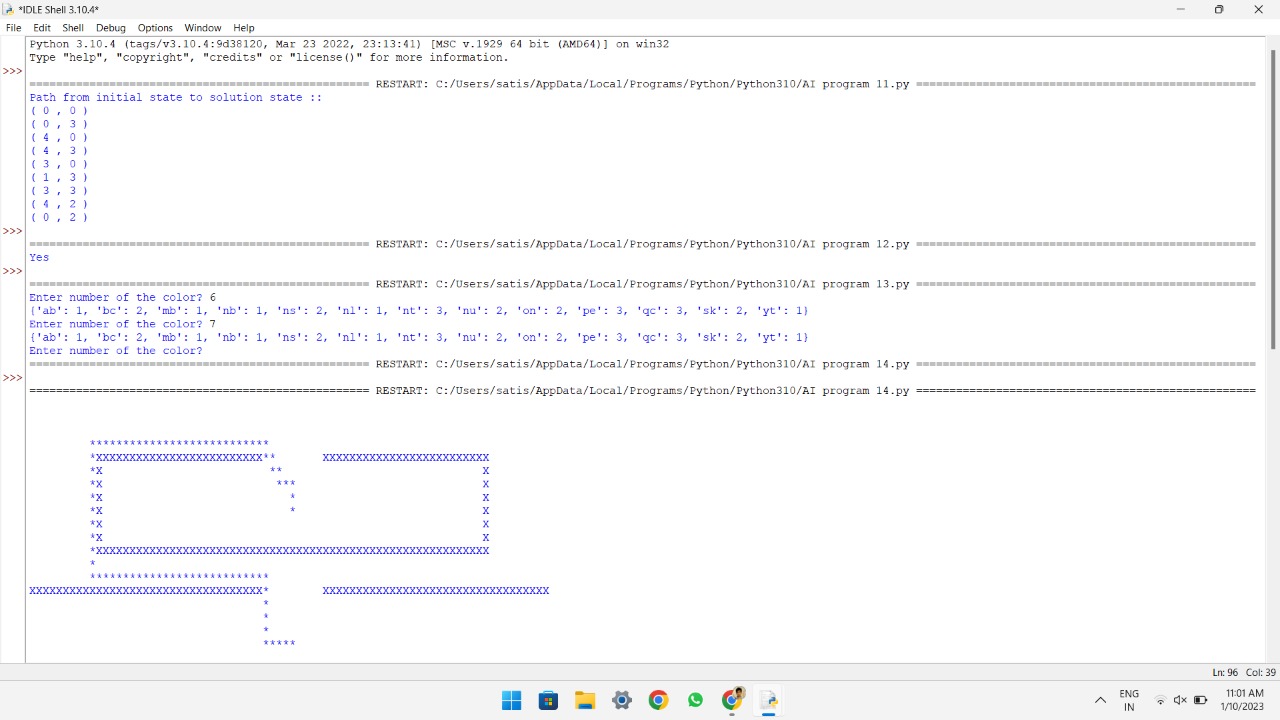 *IDLE Shell 3.10.4*
File Edit Shell Debug Options Window Help
Python 3.10.4 (tags/v3.10.4:9d38120, Mar 23 2022, 23:13:41) [MSC v.1929 64 bit (AMD64)] on win32
Type "help", "copyright", "credits" or "license()" for more information.
>>>
=================================================== RESTART: C:/Users/satis/AppData/Local/Programs/Python/Python310/AI program 11.py ===================================================
Path from initial state to solution state ::
( 0 , 0 )
( 0 , 3 )
( 4 , 0 )
( 4 , 3 )
( 3 , 0 )
( 1 , 3 )
( 3 , 3 )
( 4 , 2 )
( 0 , 2 )
>>>
=================================================== RESTART: C:/Users/satis/AppData/Local/Programs/Python/Python310/AI program 12.py ===================================================
Yes
>>>
=================================================== RESTART: C:/Users/satis/AppData/Local/Programs/Python/Python310/AI program 13.py ===================================================
Enter number of the color? 6
{'ab': 1, 'bc': 2, 'mb': 1, 'nb': 1, 'ns': 2, 'nl': 1, 'nt': 3, 'nu': 2, 'on': 2, 'pe': 3, 'qc': 3, 'sk': 2, 'yt': 1}
Enter number of the color? 7
{'ab': 1, 'bc': 2, 'mb': 1, 'nb': 1, 'ns': 2, 'nl': 1, 'nt': 3, 'nu': 2, 'on': 2, 'pe': 3, 'qc': 3, 'sk': 2, 'yt': 1}
Enter number of the color?
=================================================== RESTART: C:/Users/satis/AppData/Local/Programs/Python/Python310/AI program 14.py ===================================================
>>>
=================================================== RESTART: C:/Users/satis/AppData/Local/Programs/Python/Python310/AI program 14.py ===================================================
         ***************************
         *XXXXXXXXXXXXXXXXXXXXXXXXX**       XXXXXXXXXXXXXXXXXXXXXXXXX
         *X                         **                              X
         *X                          ***                            X
         *X                            *                            X
         *X                            *                            X
         *X                                                         X
         *X                                                         X
         *XXXXXXXXXXXXXXXXXXXXXXXXXXXXXXXXXXXXXXXXXXXXXXXXXXXXXXXXXXX
         *
         ***************************
XXXXXXXXXXXXXXXXXXXXXXXXXXXXXXXXXXX*        XXXXXXXXXXXXXXXXXXXXXXXXXXXXXXXXXX
                                   *
                                   *
                                   *
                                   *****
Ln: 96 Col: 39
ENG
IN
11:01 AM
1/10/2023